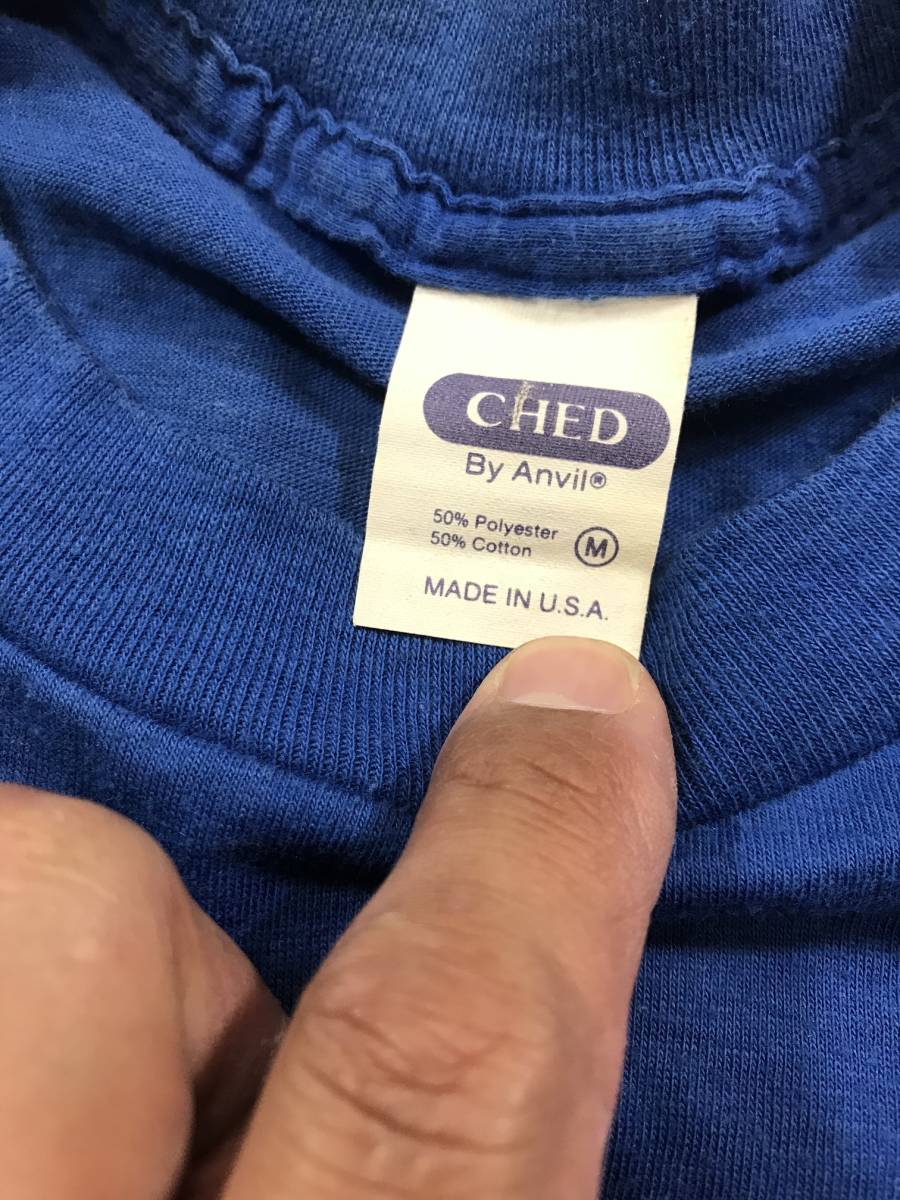 CHED
By Anvil®
50% Polyester
50% Cotton
M
MADE IN U.S.A.